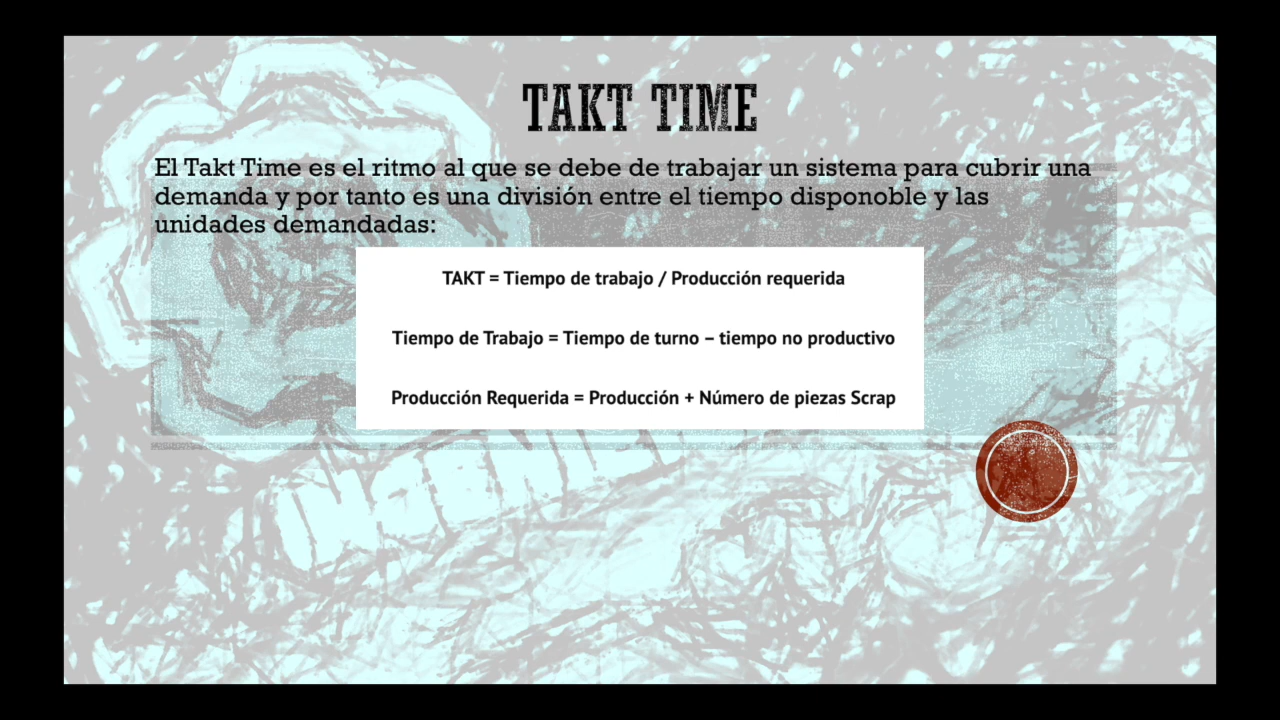 TAKT TIME
El Takt Time es el ritmo al que se debe de trabajar un sistema para cubrir una
demanda y por tanto es una división entre el tiempo disponoble y las
unidades demandadas:
TAKT = Tiempo de trabajo / Producción requerida
Tiempo de Trabajo = Tiempo de turno – tiempo no productivo
Producción Requerida = Producción + Número de piezas Scrap